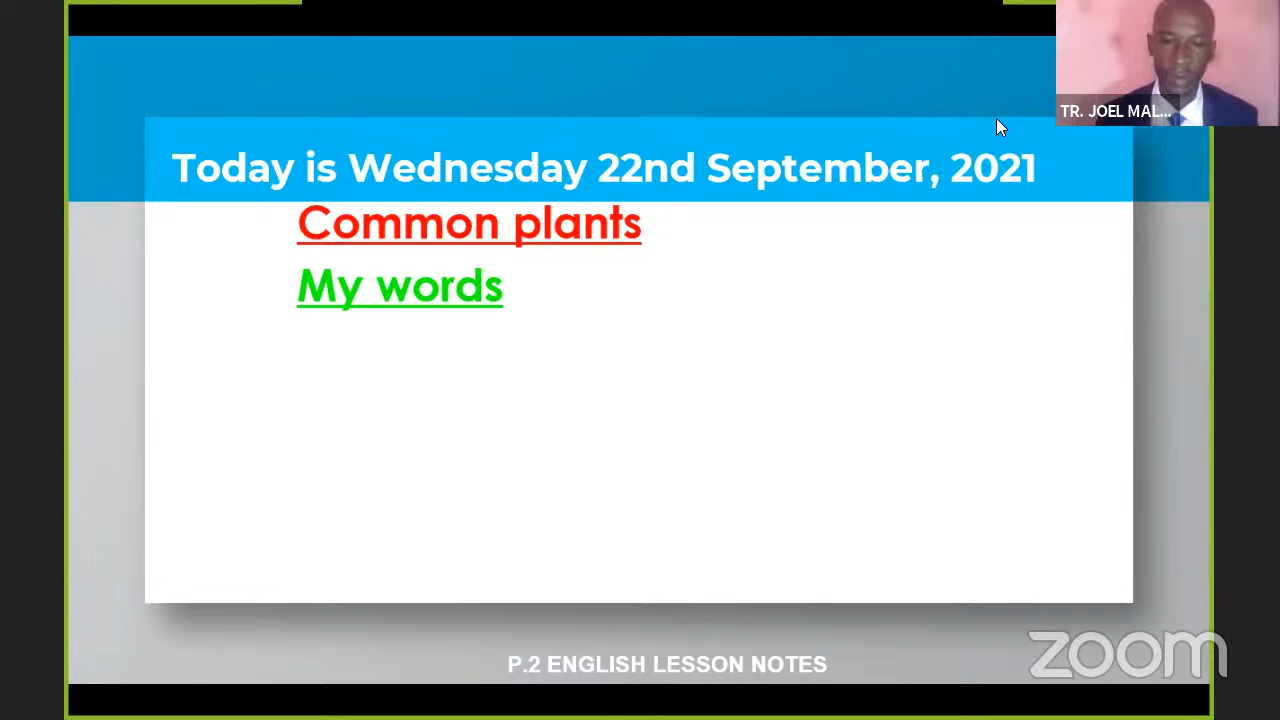 TR. JOEL MAL...
Today is Wednesday 22nd September, 2021
Common plants
My words
P.2 ENGLISH LESSON NOTES
zoom